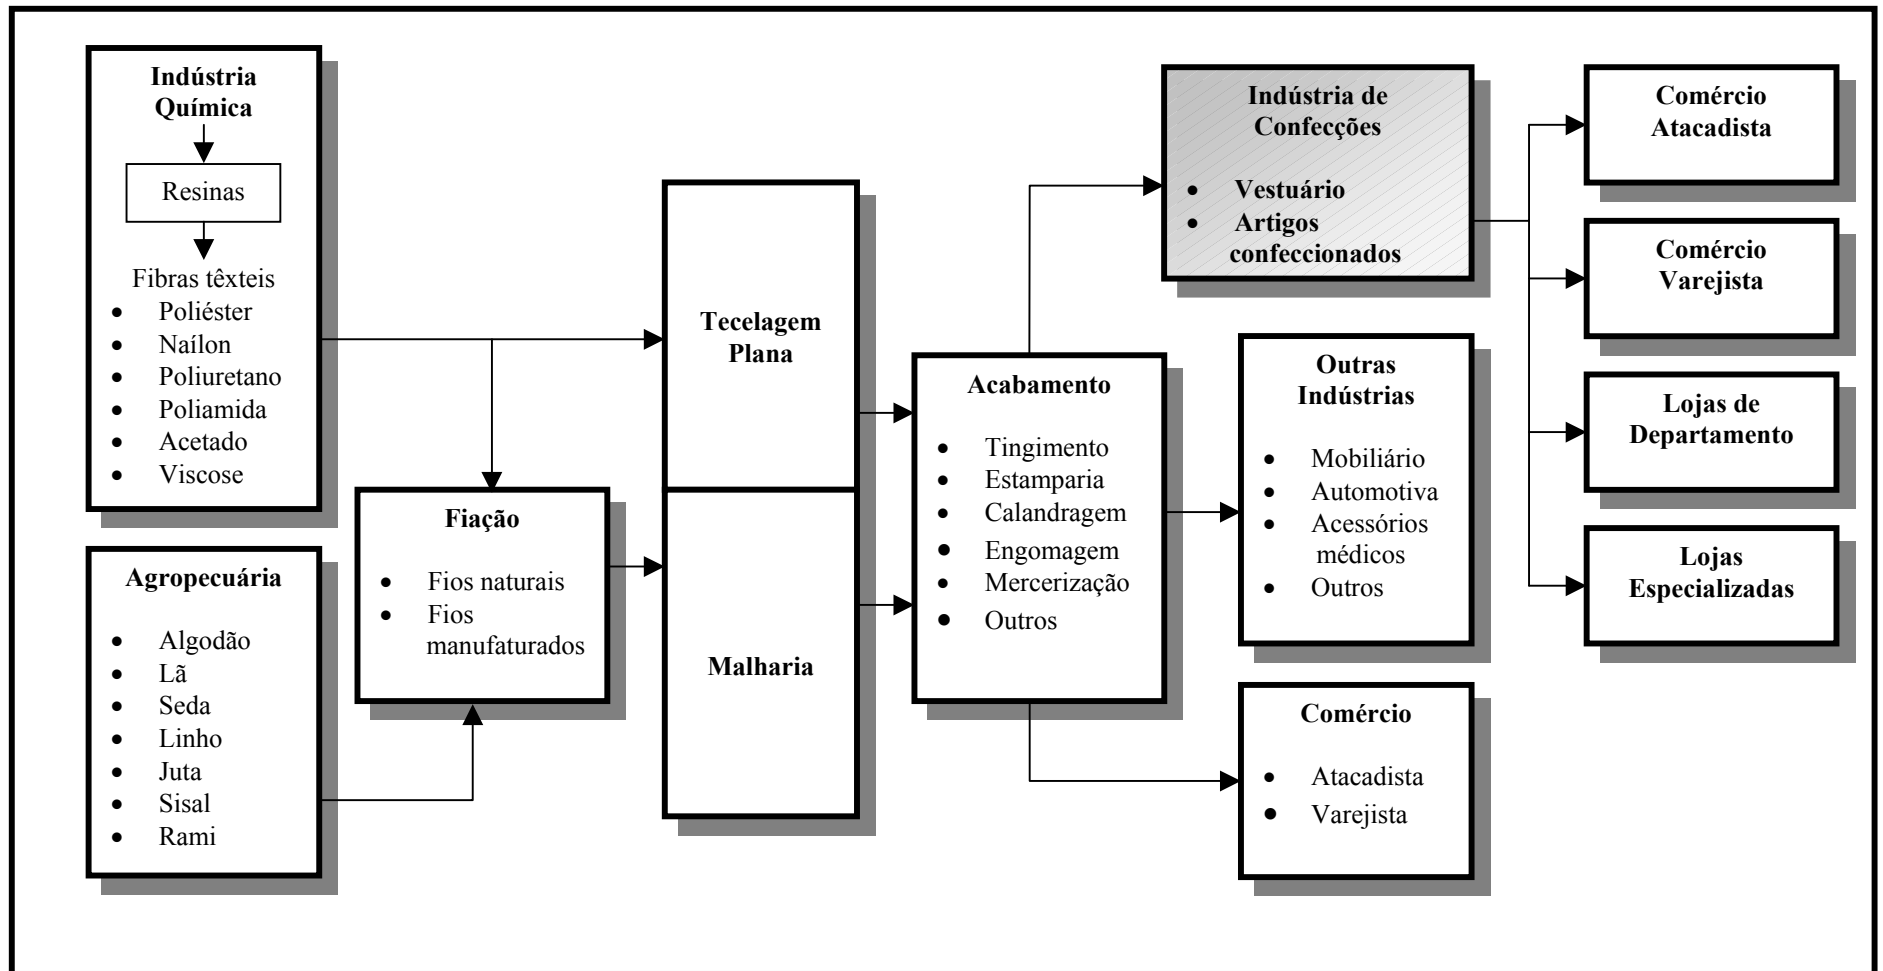 Indústria
Química
Resinas
Fibras têxteis
• Poliéster
• Naílon
• Poliuretano
• Poliamida
• Acetado
• Viscose
Agropecuária
• Algodão
• Lã
• Seda
• Linho
• Juta
• Sisal
• Rami
Fiação
• Fios naturais
• Fios
manufaturados
Tecelagem
Plana
Malharia
Acabamento
• Tingimento
• Estamparia
• Calandragem
• Engomagem
• Mercerização
• Outros
Indústria de
Confecções
• Vestuário
• Artigos
confeccionados
Outras
Indústrias
• Mobiliário
• Automotiva
• Acessórios
médicos
• Outros
Comércio
• Atacadista
• Varejista
Comércio
Atacadista
Comércio
Varejista
Lojas de
Departamento
Lojas
Especializadas